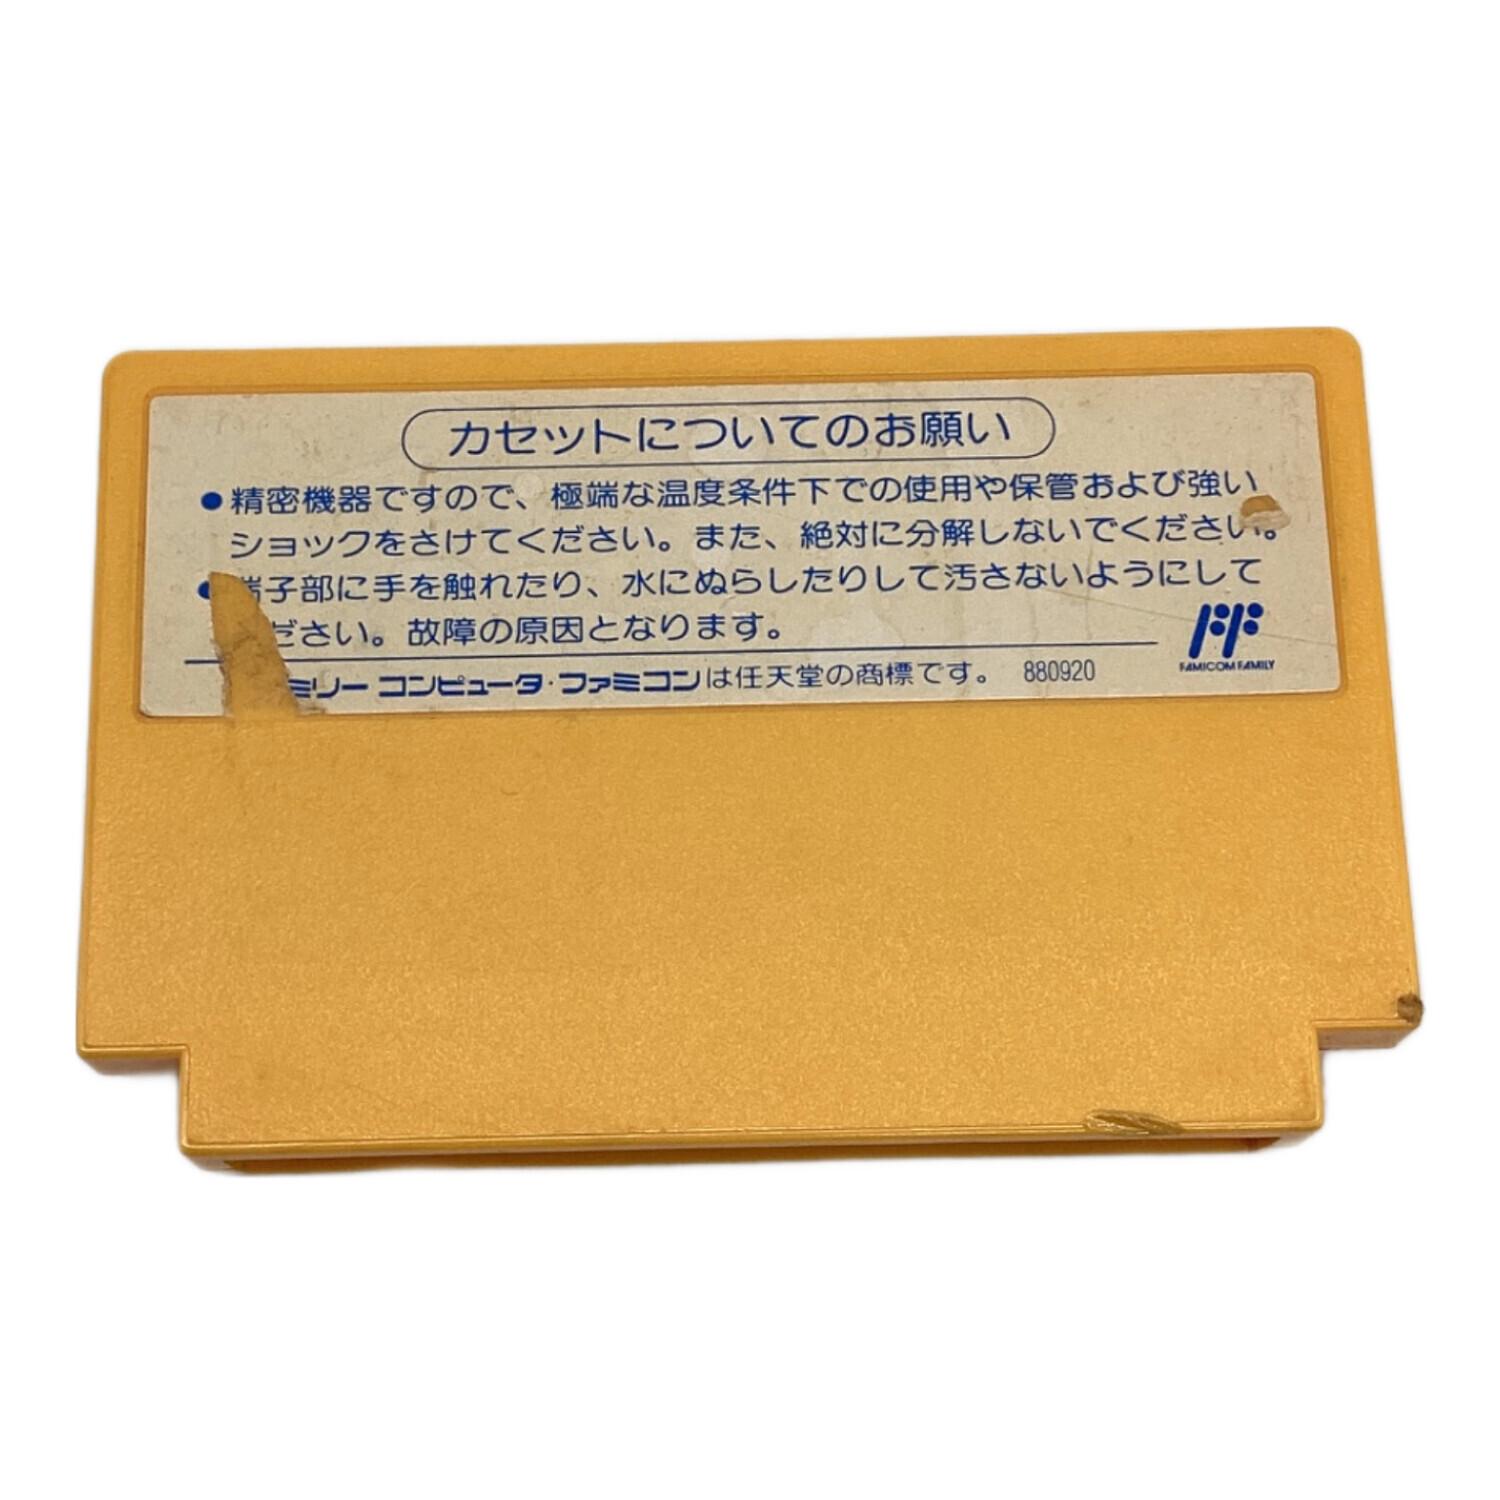 カセットについてのお願い
●精密機器ですので、極端な温度条件下での使用や保管および強い
ショックをさけてください。また、絶対に分解しないでください。
●端子部に手を触れたり、水にぬらしたりして汚さないようにして
ださい。故障の原因となります。
ミリー コンピュータ・ファミコンは任天堂の商標です。 880920
FF
FAMICOM FAMILY